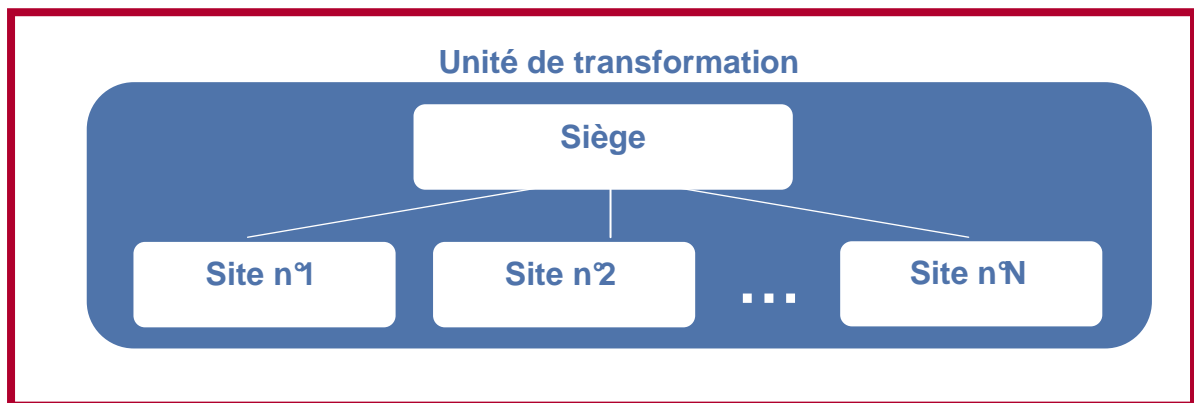 Unité de transformation
Siège
Site n°1
Site n°2
...
Site n°N